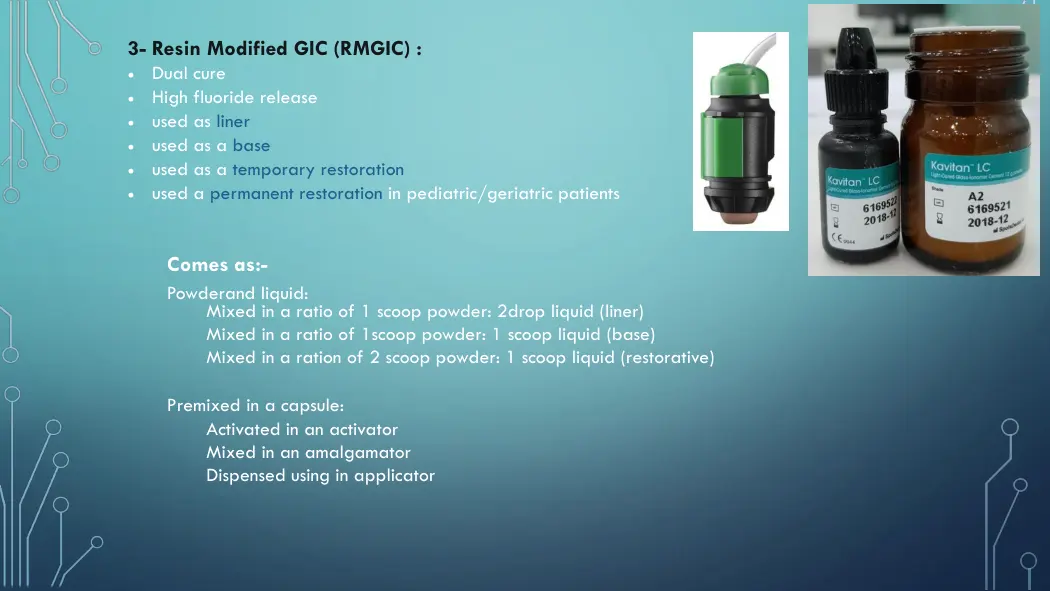 3- Resin Modified GIC (RMGIC) :
• Dual cure
• High fluoride release
• used as liner
• used as a base
• used as a temporary restoration
• used a permanent restoration in pediatric/geriatric patients
Comes as:-
Powderand liquid:
Mixed in a ratio of 1 scoop powder: 2drop liquid (liner)
Mixed in a ratio of 1scoop powder: 1 scoop liquid (base)
Mixed in a ration of 2 scoop powder: 1 scoop liquid (restorative)
Premixed in a capsule:
Activated in an activator
Mixed in an amalgamator
Dispensed using in applicator
Kavitan™ LC
6169522
2018-12
Kavitan™ LC
Shade
A2
6169521
2018-12